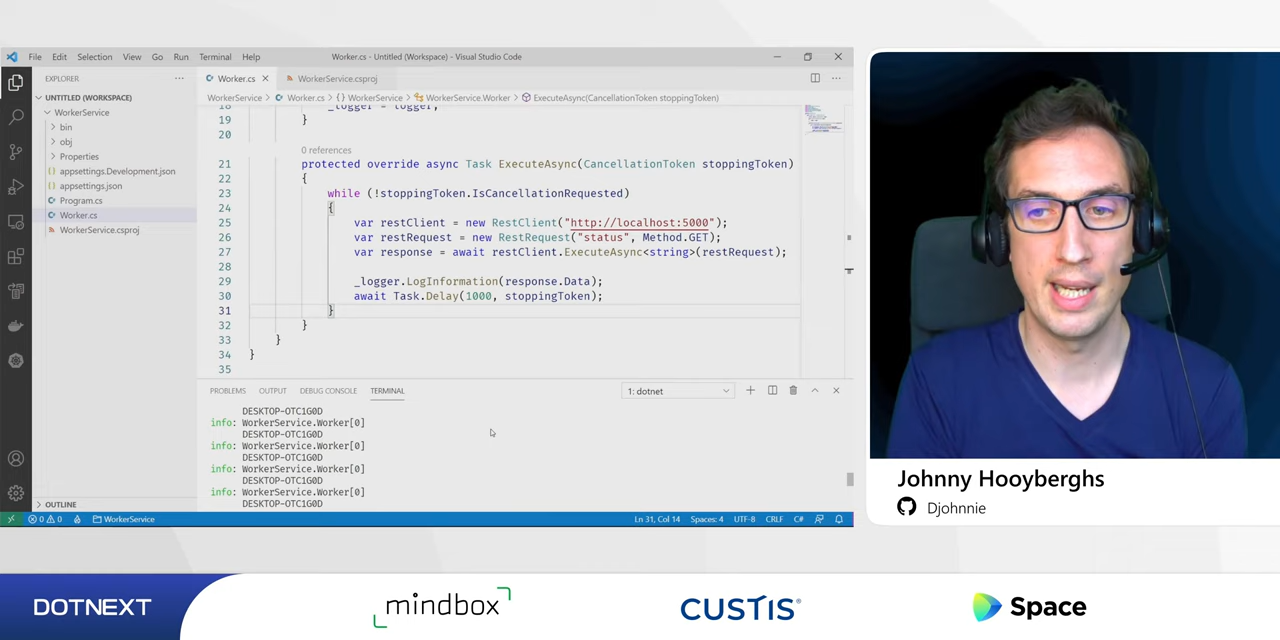 File Edit Selection View Go Run Terminal Help
Worker.cs - Untitled (Workspace) - Visual Studio Code
EXPLORER
UNTITLED (WORKSPACE)
WorkerService
bin
obj
Properties
appsettings.Development.json
appsettings.json
Program.cs
Worker.cs
WorkerService.csproj
OUTLINE
Worker.cs
WorkerService.csproj
WorkerService > Worker.cs > {} WorkerService > WorkerService.Worker > ExecuteAsync(CancellationToken stoppingToken)
18 _logger = logger;
19 }
20
0 references
21 protected override async Task ExecuteAsync(CancellationToken stoppingToken)
22 {
23 while (!stoppingToken.IsCancellationRequested)
24 {
25 var restClient = new RestClient("http://localhost:5000");
26 var restRequest = new RestRequest("status", Method.GET);
27 var response = await restClient.ExecuteAsync<string>(restRequest);
28
29 _logger.LogInformation(response.Data);
30 await Task.Delay(1000, stoppingToken);
31 }
32 }
33 }
34 }
35
PROBLEMS OUTPUT DEBUG CONSOLE TERMINAL
1: dotnet
DESKTOP-OTC1G0D
info: WorkerService.Worker[0]
DESKTOP-OTC1G0D
info: WorkerService.Worker[0]
DESKTOP-OTC1G0D
info: WorkerService.Worker[0]
DESKTOP-OTC1G0D
info: WorkerService.Worker[0]
DESKTOP-OTC1G0D
0 0 WorkerService
Ln 31, Col 14 Spaces: 4 UTF-8 CRLF C#
Johnny Hooyberghs
Djohnnie
DOTNEXT
mindbox
CUSTIS®
Space